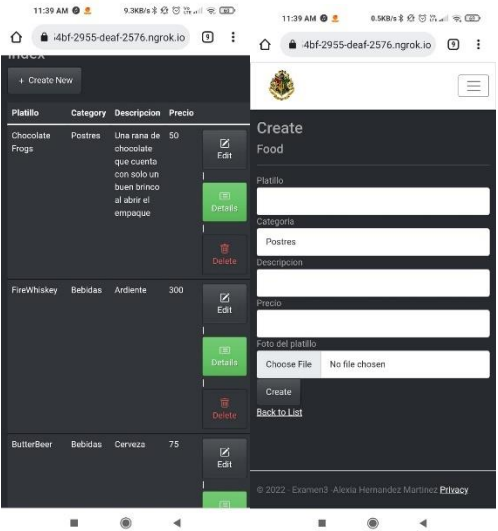 11:39 AM 9.3KB/s
:4bf-2955-deaf-2576.ngrok.io 9
Index
+ Create New
Platillo Category Descripcion Precio
Chocolate Frogs Postres Una rana de chocolate que cuenta con solo un buen brinco al abrir el empaque 50
Edit
|
Details
|
Delete
FireWhiskey Bebidas Ardiente 300
Edit
|
Details
|
Delete
ButterBeer Bebidas Cerveza 75
Edit
|
11:39 AM 0.5KB/s
:4bf-2955-deaf-2576.ngrok.io 9
Create
Food
Platillo
Categoria
Postres
Descripcion
Precio
Foto del platillo
Choose File No file chosen
Create
Back to List
© 2022 - Examen3 -Alexia Hernandez Martinez Privacy